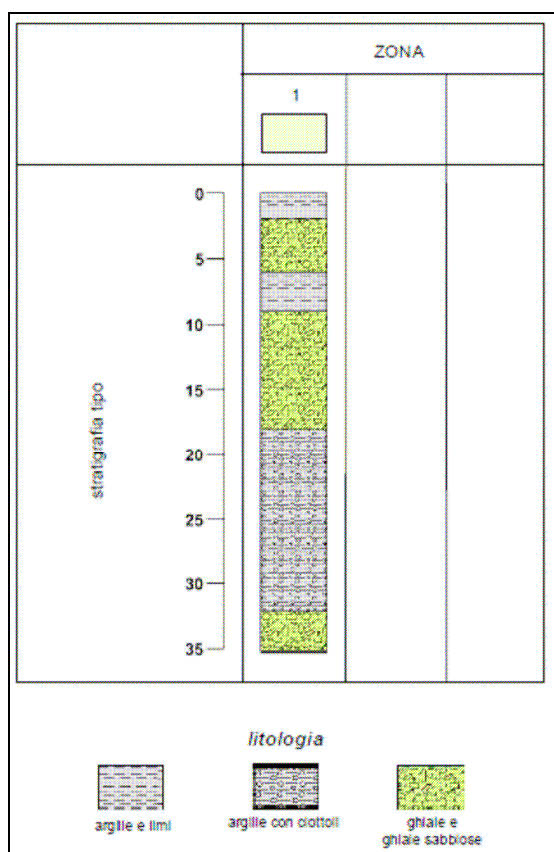 ZONA
1
0
5
10
15
20
25
30
35
stratigrafia tipo
litologia
argille e limi
argille con ciottoli
ghiaie e
ghiaie sabbiose